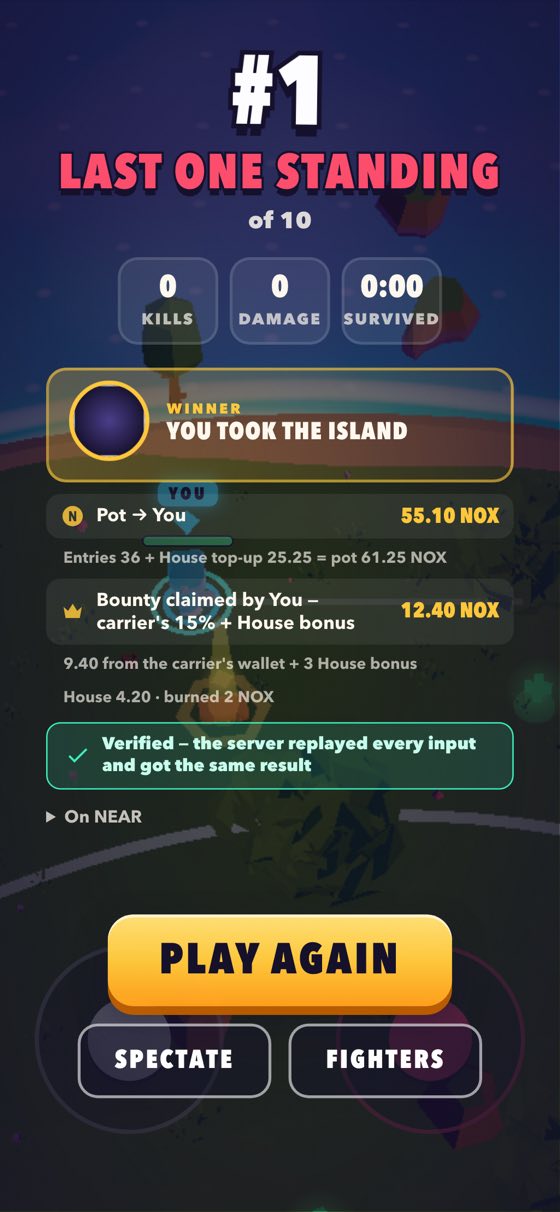 #1
LAST ONE STANDING
of 10
0
KILLS
0
DAMAGE
0:00
SURVIVED
WINNER
YOU TOOK THE ISLAND
YOU
N
Pot → You
55.10 NOX
Entries 36 + House top-up 25.25 = pot 61.25 NOX
Bounty claimed by You –
carrier's 15% + House bonus
12.40 NOX
9.40 from the carrier's wallet + 3 House bonus
House 4.20 · burned 2 NOX
Verified – the server replayed every input
and got the same result
On NEAR
PLAY AGAIN
SPECTATE
FIGHTERS